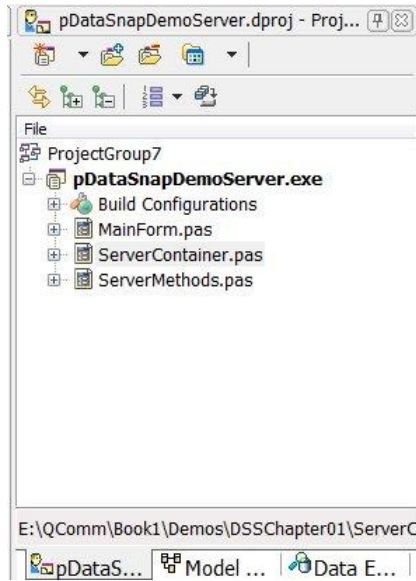 pDataSnapDemoServer.dproj - Proj...
File
ProjectGroup7
pDataSnapDemoServer.exe
Build Configurations
MainForm.pas
ServerContainer.pas
ServerMethods.pas
E:\QComm\Book1\Demos\DSSChapter01\ServerC
pDataS... Model ... Data E...